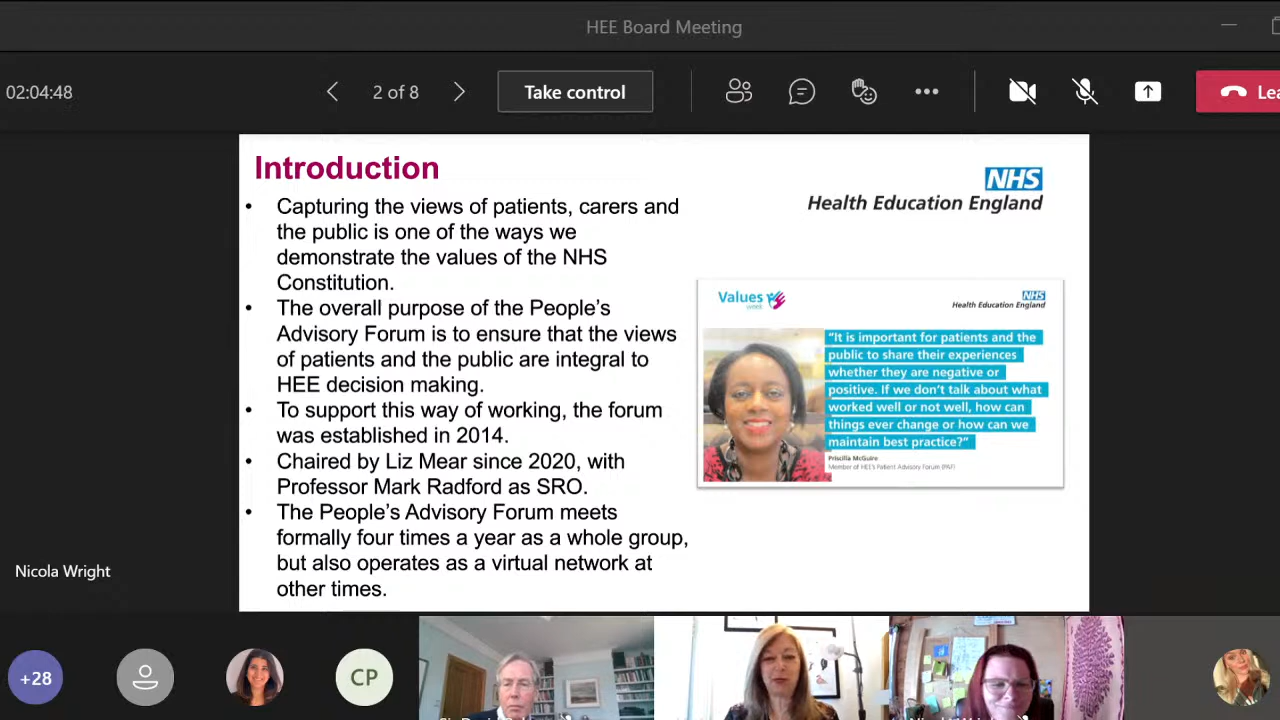 HEE Board Meeting
02:04:48
2 of 8
Take control
Introduction
NHS
Health Education England
• Capturing the views of patients, carers and
the public is one of the ways we
demonstrate the values of the NHS
Constitution.
• The overall purpose of the People’s
Advisory Forum is to ensure that the views
of patients and the public are integral to
HEE decision making.
• To support this way of working, the forum
was established in 2014.
• Chaired by Liz Mear since 2020, with
Professor Mark Radford as SRO.
• The People’s Advisory Forum meets
formally four times a year as a whole group,
but also operates as a virtual network at
other times.
Values
week
NHS
Health Education England
“It is important for patients and the
public to share their experiences
whether they are negative or
positive. If we don’t talk about what
worked well or not well, how can
things ever change or how can we
maintain best practice?”
Priscilla McGuire
Member of HEE's Patient Advisory Forum (PAF)
Nicola Wright
+28
CP